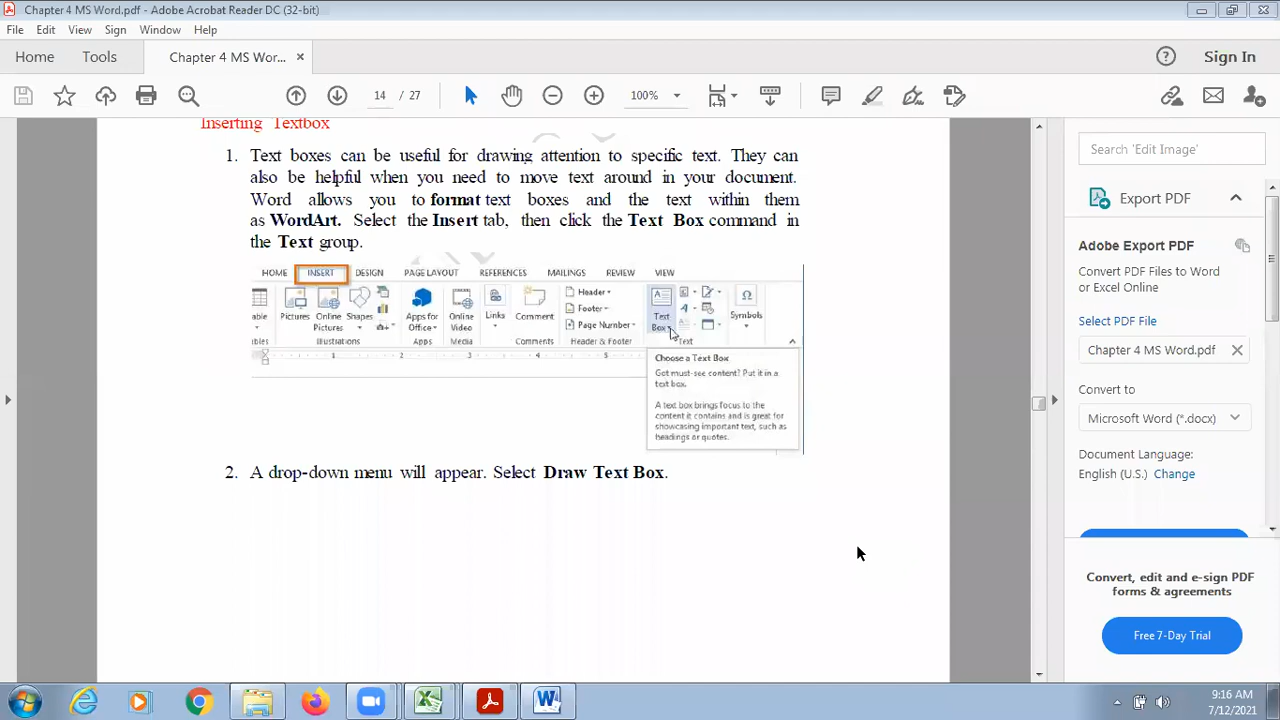 Chapter 4 MS Word.pdf - Adobe Acrobat Reader DC (32-bit)
File Edit View Sign Window Help
Home Tools Chapter 4 MS Wor... × Sign In
14 / 27 100%
Inserting Textbox
1. Text boxes can be useful for drawing attention to specific text. They can
also be helpful when you need to move text around in your document.
Word allows you to format text boxes and the text within them
as WordArt. Select the Insert tab, then click the Text Box command in
the Text group.
HOME INSERT DESIGN PAGE LAYOUT REFERENCES MAILINGS REVIEW VIEW
Pictures Online Pictures Shapes Apps for Office Online Video Links Comment Header Footer Page Number Text Box Symbols
ables Illustrations Apps Media Comments Header & Footer Text
1 2 3 4 5
Choose a Text Box
Got must-see content? Put it in a
text box.
A text box brings focus to the
content it contains and is great for
showcasing important text, such as
headings or quotes.
2. A drop-down menu will appear. Select Draw Text Box.
Search 'Edit Image'
Export PDF
Adobe Export PDF
Convert PDF Files to Word
or Excel Online
Select PDF File
Chapter 4 MS Word.pdf
Convert to
Microsoft Word (*.docx)
Document Language:
English (U.S.) Change
Convert, edit and e-sign PDF
forms & agreements
Free 7-Day Trial
9:16 AM
7/12/2021